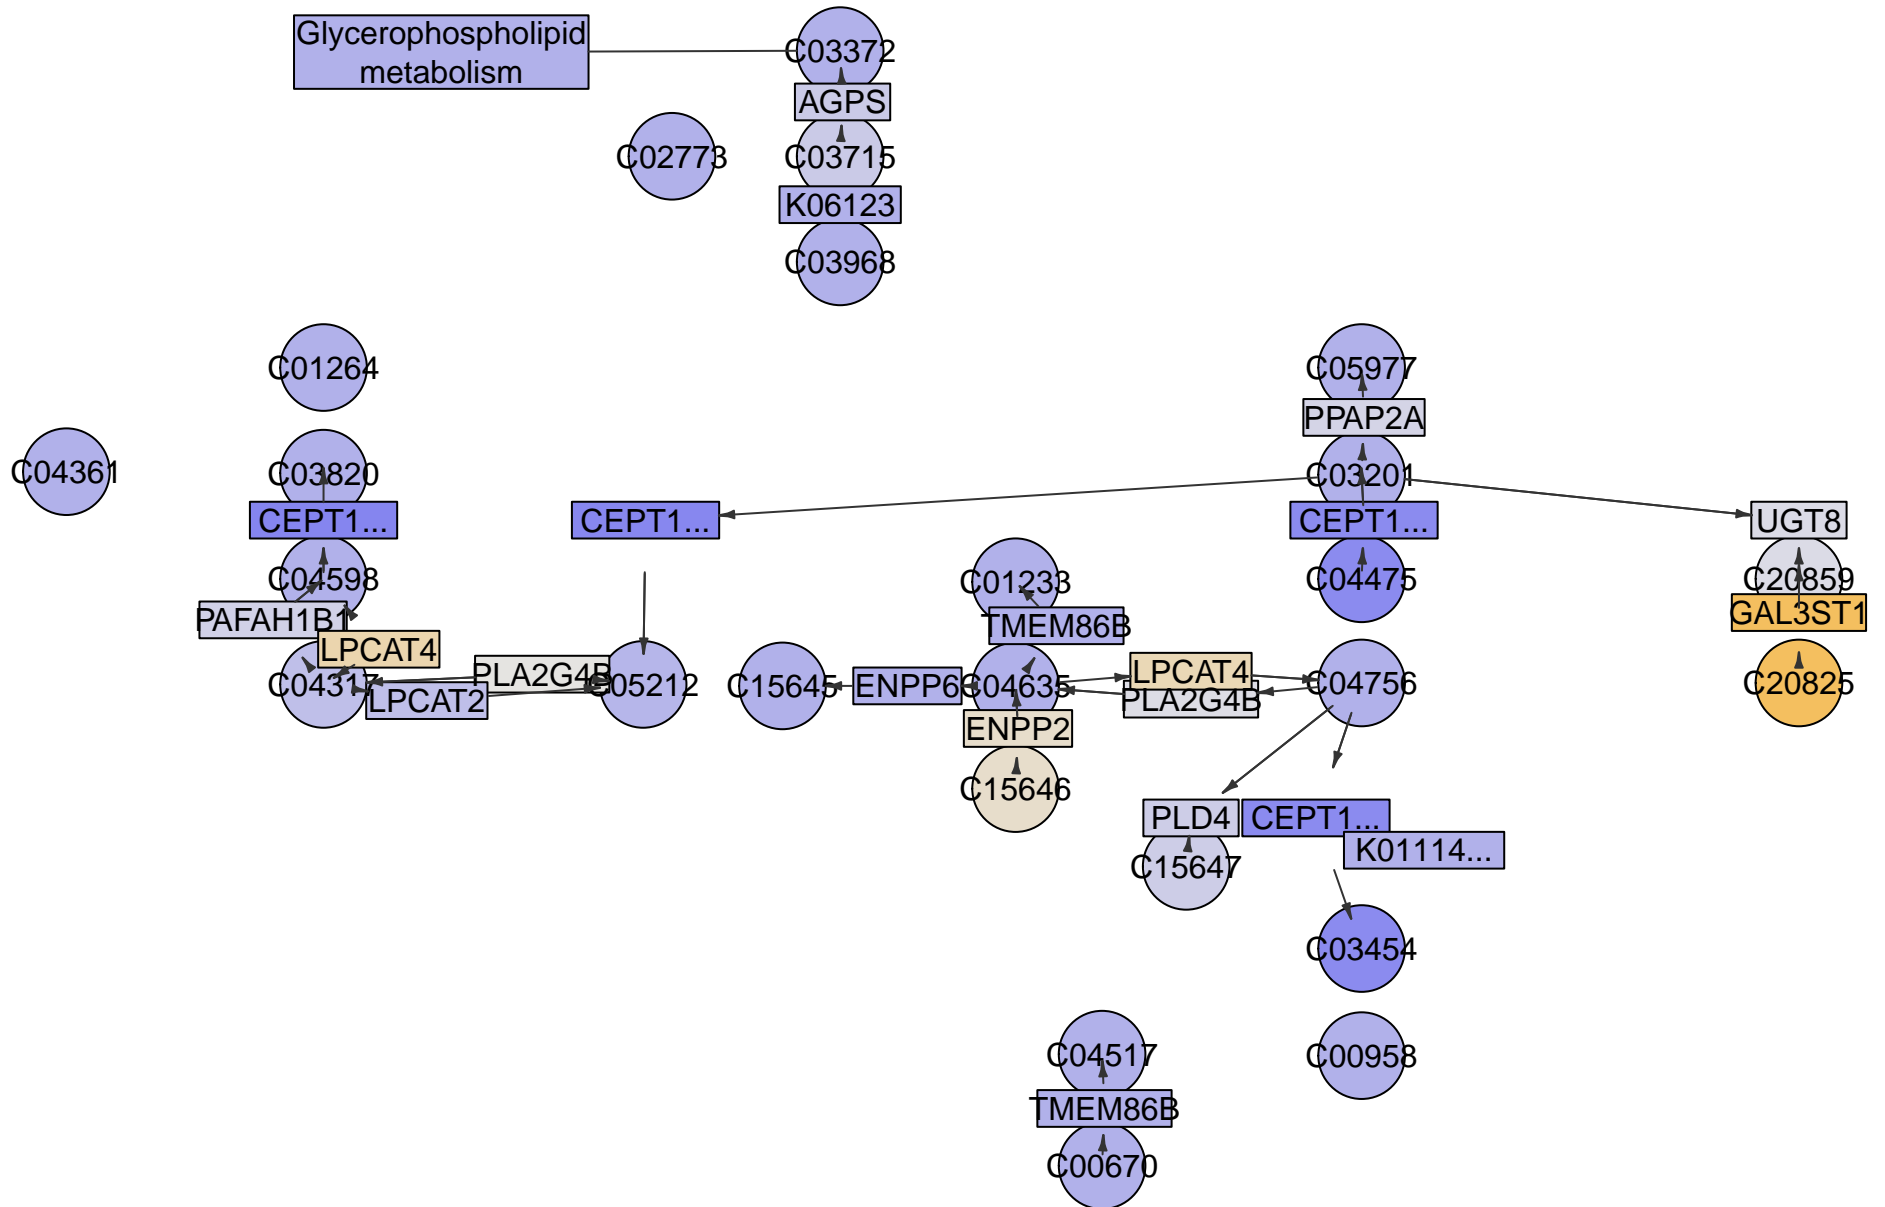 Glycerophospholipid
metabolism
C03372
AGPS
C02773
C03715
K06123
C03968
C01264
C05977
PPAP2A
C04361
C03820
C03201
CEPT1...
CEPT1...
CEPT1...
UGT8
C04598
C01233
C04475
C20859
PAFAH1B1
TMEM86B
GAL3ST1
LPCAT4
C04317
PLA2G4B
LPCAT2
C05212
C15645
ENPP6
C04635
LPCAT4
PLA2G4B
C04756
C20825
ENPP2
C15646
PLD4
CEPT1...
K01114...
C15647
C03454
C04517
C00958
TMEM86B
C00670